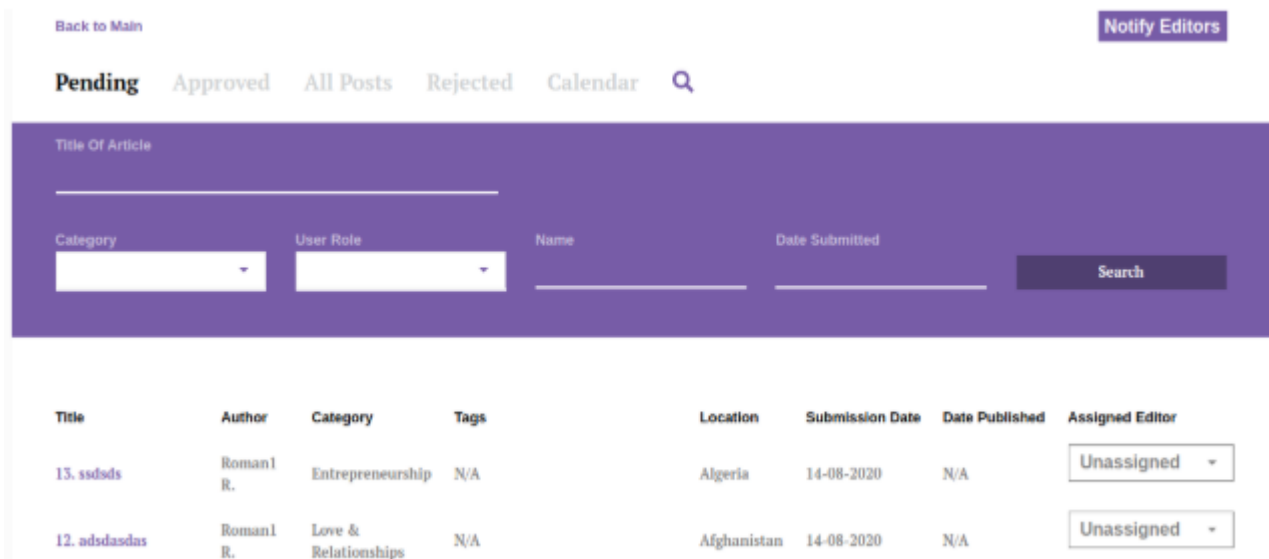 Back to Main
Notify Editors
Pending Approved All Posts Rejected Calendar
Title Of Article
Category User Role Name Date Submitted
Search
Title Author Category Tags Location Submission Date Date Published Assigned Editor
13. ssdsds Roman1 R. Entrepreneurship N/A Algeria 14-08-2020 N/A Unassigned
12. adsdasdas Roman1 R. Love & Relationships N/A Afghanistan 14-08-2020 N/A Unassigned